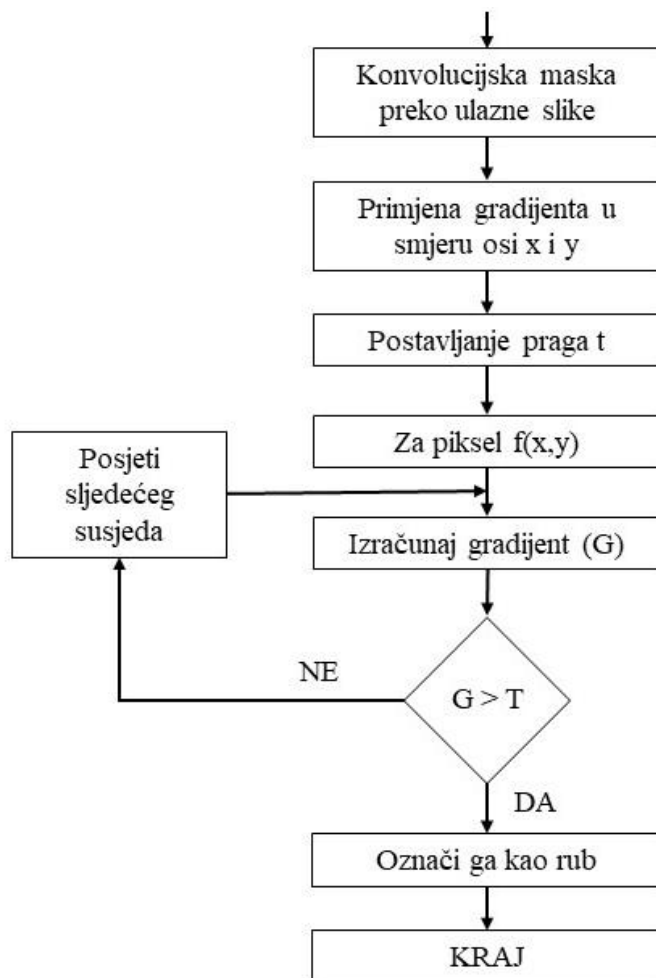 Konvolucijska maska
preko ulazne slike
Primjena gradijenta u
smjeru osi x i y
Postavljanje praga t
Za piksel f(x,y)
Posjeti
sljedećeg
susjeda
Izračunaj gradijent (G)
NE
G > T
DA
Označi ga kao rub
KRAJ